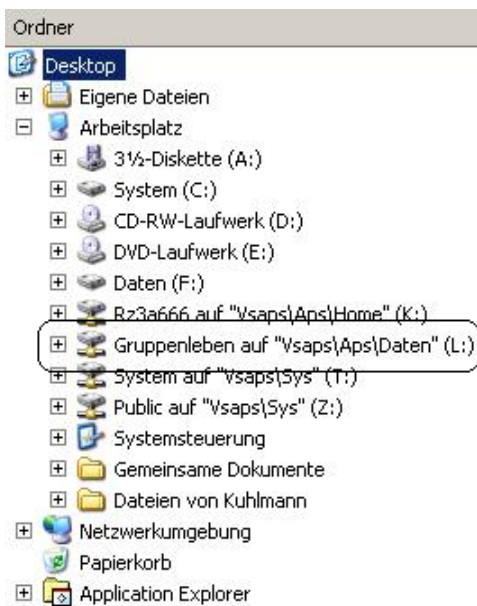 Ordner
Desktop
Eigene Dateien
Arbeitsplatz
3½-Diskette (A:)
System (C:)
CD-RW-Laufwerk (D:)
DVD-Laufwerk (E:)
Daten (F:)
Rz3a666 auf "Vsaps\Aps\Home" (K:)
Gruppenleben auf "Vsaps\Aps\Daten" (L:)
System auf "Vsaps\Sys" (T:)
Public auf "Vsaps\Sys" (Z:)
Systemsteuerung
Gemeinsame Dokumente
Dateien von Kuhlmann
Netzwerkumgebung
Papierkorb
Application Explorer